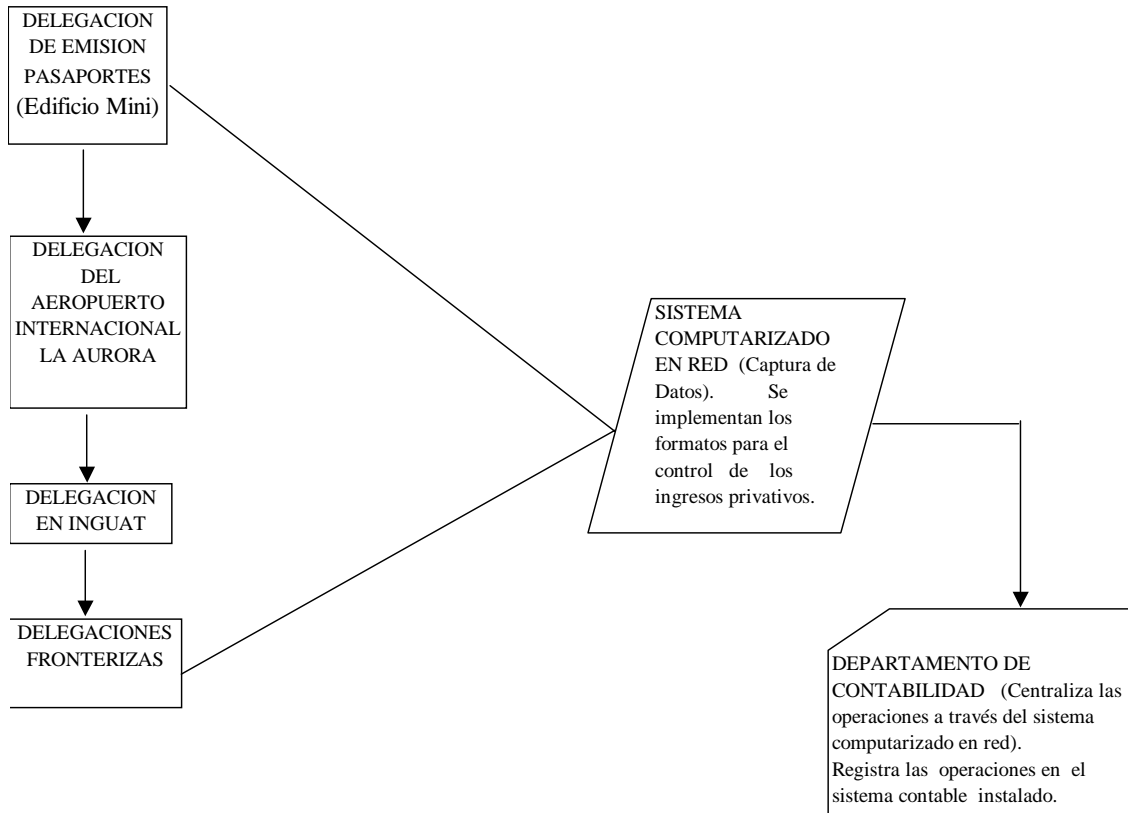 DELEGACION
DE EMISION
PASAPORTES
(Edificio Mini)
DELEGACION
DEL
AEROPUERTO
INTERNACIONAL
LA AURORA
DELEGACION
EN INGUAT
DELEGACIONES
FRONTERIZAS
SISTEMA
COMPUTARIZADO
EN RED (Captura de
Datos). Se
implementan los
formatos para el
control de los
ingresos privativos.
DEPARTAMENTO DE
CONTABILIDAD (Centraliza las
operaciones a través del sistema
computarizado en red).
Registra las operaciones en el
sistema contable instalado.